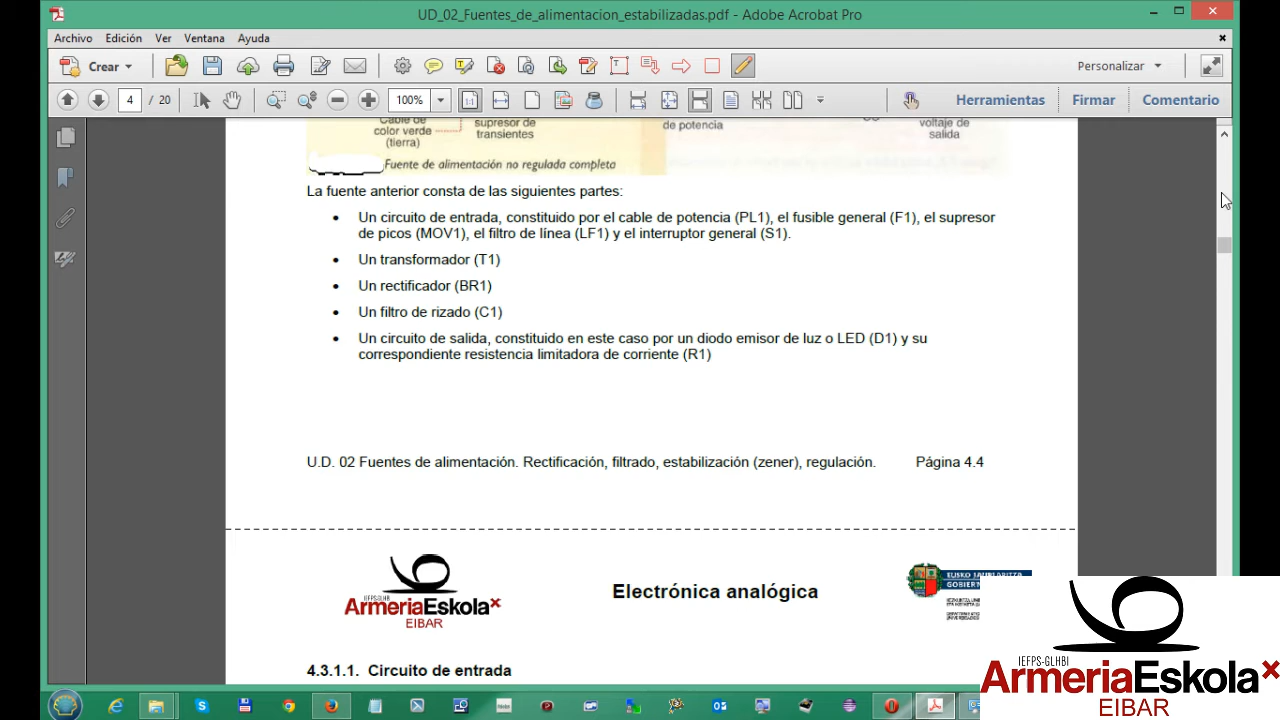 UD_02_Fuentes_de_alimentacion_estabilizadas.pdf - Adobe Acrobat Pro
Archivo Edición Ver Ventana Ayuda
Crear
Personalizar
4 / 20
100%
Herramientas
Firmar
Comentario
Cable de
color verde
(tierra)
supresor de
transientes
de potencia
voltaje de
salida
Fuente de alimentación no regulada completa
La fuente anterior consta de las siguientes partes:
• Un circuito de entrada, constituido por el cable de potencia (PL1), el fusible general (F1), el supresor
de picos (MOV1), el filtro de línea (LF1) y el interruptor general (S1).
• Un transformador (T1)
• Un rectificador (BR1)
• Un filtro de rizado (C1)
• Un circuito de salida, constituido en este caso por un diodo emisor de luz o LED (D1) y su
correspondiente resistencia limitadora de corriente (R1)
U.D. 02 Fuentes de alimentación. Rectificación, filtrado, estabilización (zener), regulación. Página 4.4
IEFPS-GLHBI
ArmeriaEskola
EIBAR
Electrónica analógica
EUSKO JAURLARITZA
GOBIERN
4.3.1.1. Circuito de entrada
IEFPS-GLHBI
ArmeriaEskola
EIBAR